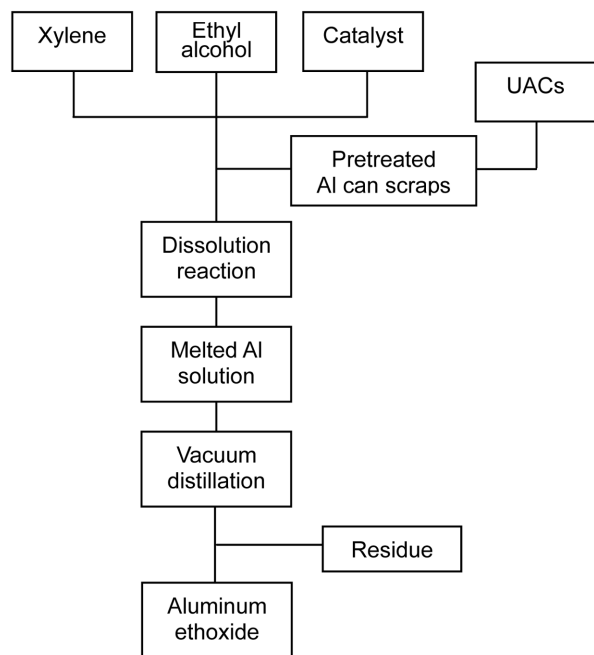 Xylene
Ethyl
alcohol
Catalyst
UACs
Pretreated
Al can scraps
Dissolution
reaction
Melted Al
solution
Vacuum
distillation
Residue
Aluminum
ethoxide